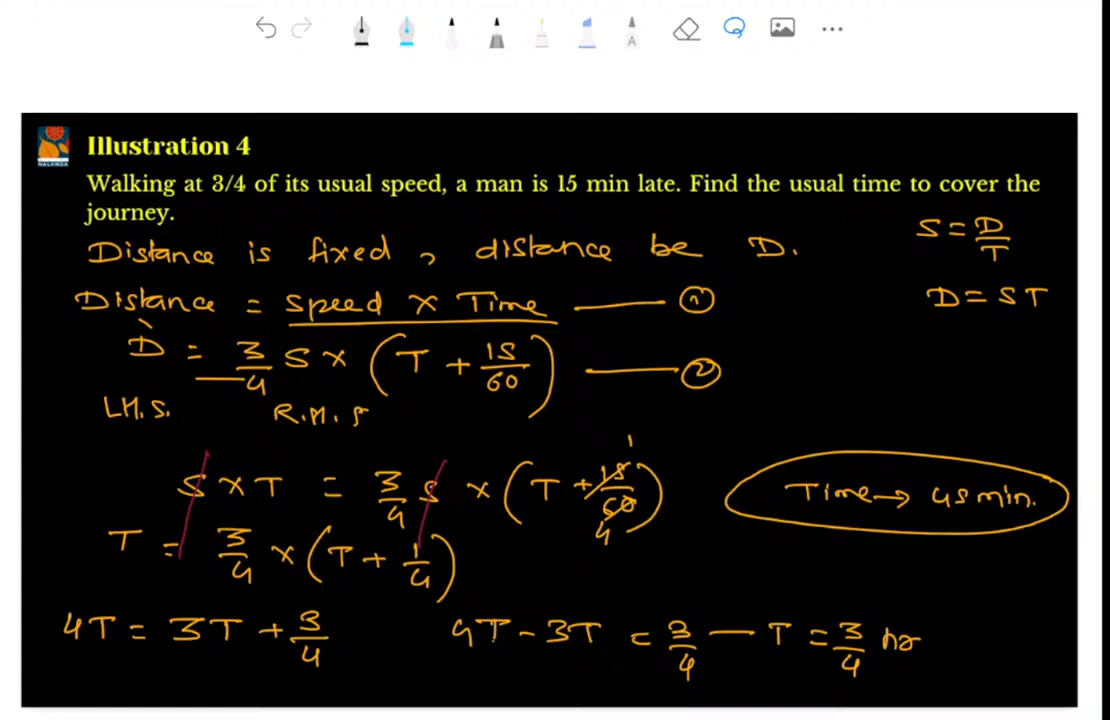 Illustration 4
Walking at 3/4 of its usual speed, a man is 15 min late. Find the usual time to cover the
journey.
Distance is fixed, distance be D.
S = D/T
Distance = speed × Time —— ①
D = ST
D = 3/4 S × (T + 15/60) —— ②
L.H.S. R.H.S
S × T = 3/4 S × (T + 15/60) 1 4
Time → 45 min.
T = 3/4 × (T + 1/4)
4T = 3T + 3/4 4T - 3T = 3/4 — T = 3/4 hr
NALANDA
A